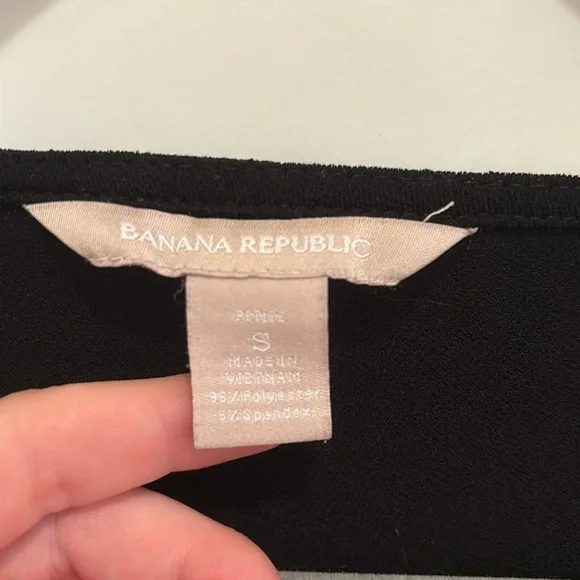 BANANA REPUBLIC
S
MADE IN
VIETNAM
95% Polyester
5% Spandex